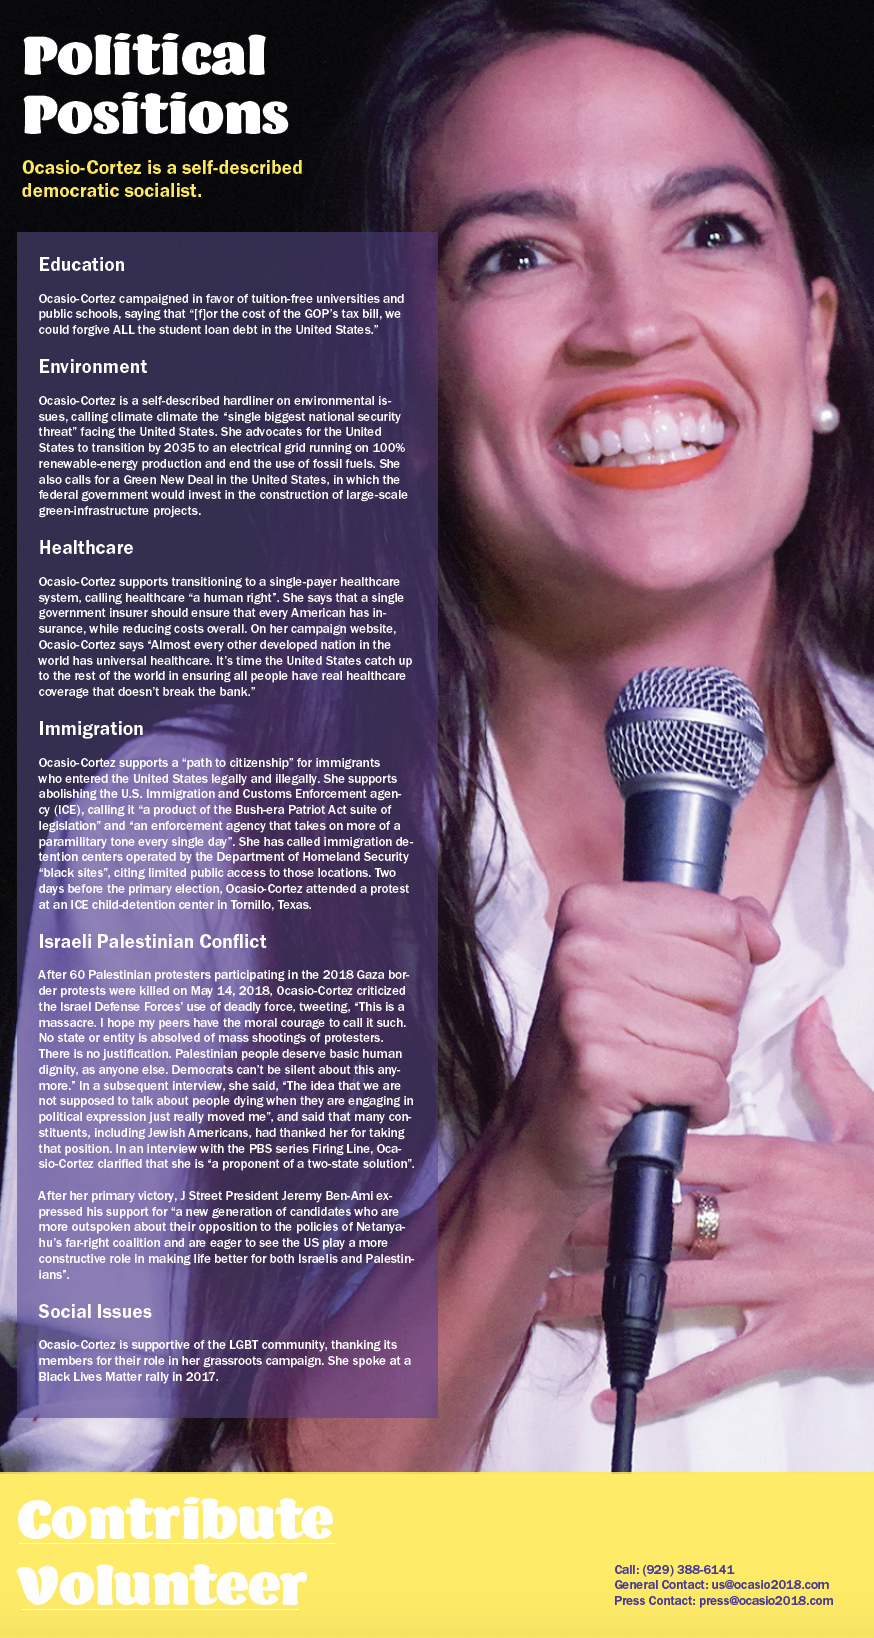 Political
Positions
Ocasio-Cortez is a self-described
democratic socialist.
Education
Ocasio-Cortez campaigned in favor of tuition-free universities and
public schools, saying that “[f]or the cost of the GOP’s tax bill, we
could forgive ALL the student loan debt in the United States.”
Environment
Ocasio-Cortez is a self-described hardliner on environmental is-
sues, calling climate climate the “single biggest national security
threat” facing the United States. She advocates for the United
States to transition by 2035 to an electrical grid running on 100%
renewable-energy production and end the use of fossil fuels. She
also calls for a Green New Deal in the United States, in which the
federal government would invest in the construction of large-scale
green-infrastructure projects.
Healthcare
Ocasio-Cortez supports transitioning to a single-payer healthcare
system, calling healthcare “a human right”. She says that a single
government insurer should ensure that every American has in-
surance, while reducing costs overall. On her campaign website,
Ocasio-Cortez says “Almost every other developed nation in the
world has universal healthcare. It’s time the United States catch up
to the rest of the world in ensuring all people have real healthcare
coverage that doesn’t break the bank.”
Immigration
Ocasio-Cortez supports a “path to citizenship” for immigrants
who entered the United States legally and illegally. She supports
abolishing the U.S. Immigration and Customs Enforcement agen-
cy (ICE), calling it “a product of the Bush-era Patriot Act suite of
legislation” and “an enforcement agency that takes on more of a
paramilitary tone every single day”. She has called immigration de-
tention centers operated by the Department of Homeland Security
“black sites”, citing limited public access to those locations. Two
days before the primary election, Ocasio-Cortez attended a protest
at an ICE child-detention center in Tornillo, Texas.
Israeli Palestinian Conflict
After 60 Palestinian protesters participating in the 2018 Gaza bor-
der protests were killed on May 14, 2018, Ocasio-Cortez criticized
the Israel Defense Forces’ use of deadly force, tweeting, “This is a
massacre. I hope my peers have the moral courage to call it such.
No state or entity is absolved of mass shootings of protesters.
There is no justification. Palestinian people deserve basic human
dignity, as anyone else. Democrats can’t be silent about this any-
more.” In a subsequent interview, she said, “The idea that we are
not supposed to talk about people dying when they are engaging in
political expression just really moved me”, and said that many con-
stituents, including Jewish Americans, had thanked her for taking
that position. In an interview with the PBS series Firing Line, Oca-
sio-Cortez clarified that she is “a proponent of a two-state solution”.
After her primary victory, J Street President Jeremy Ben-Ami ex-
pressed his support for “a new generation of candidates who are
more outspoken about their opposition to the policies of Netanya-
hu’s far-right coalition and are eager to see the US play a more
constructive role in making life better for both Israelis and Palestin-
ians”.
Social Issues
Ocasio-Cortez is supportive of the LGBT community, thanking its
members for their role in her grassroots campaign. She spoke at a
Black Lives Matter rally in 2017.
Contribute
Volunteer
Call: (929) 388-6141
General Contact: us@ocasio2018.com
Press Contact: press@ocasio2018.com